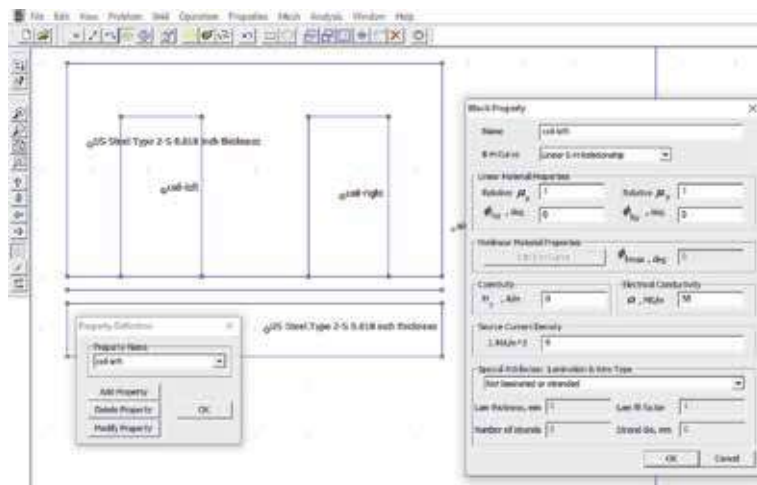 File Edit View Problem Grid Operation Properties Mesh Analysis Window Help
US Steel Type 2-S 0.018 inch thickness
coil-left
coil-right
US Steel Type 2-S 0.018 inch thickness
Property Definition
Property Name
coil-left
Add Property
Delete Property
OK
Modify Property
Block Property
Name
coil-left
B-H Curve
Linear B-H Relationship
Linear Material Properties
Relative μ
1
Relative μ
1
, deg
0
, deg
0
Nonlinear Material Properties
, deg
Coercivity
Electrical Conductivity
H , A/m
0
, MS/m
58
Source Current Density
J, MA/m^2
0
Special Attributes: Lamination & Wire Type
Not laminated or stranded
Lam thickness, mm
Lam fill factor
Number of strands
Strand dia, mm
OK
Cancel